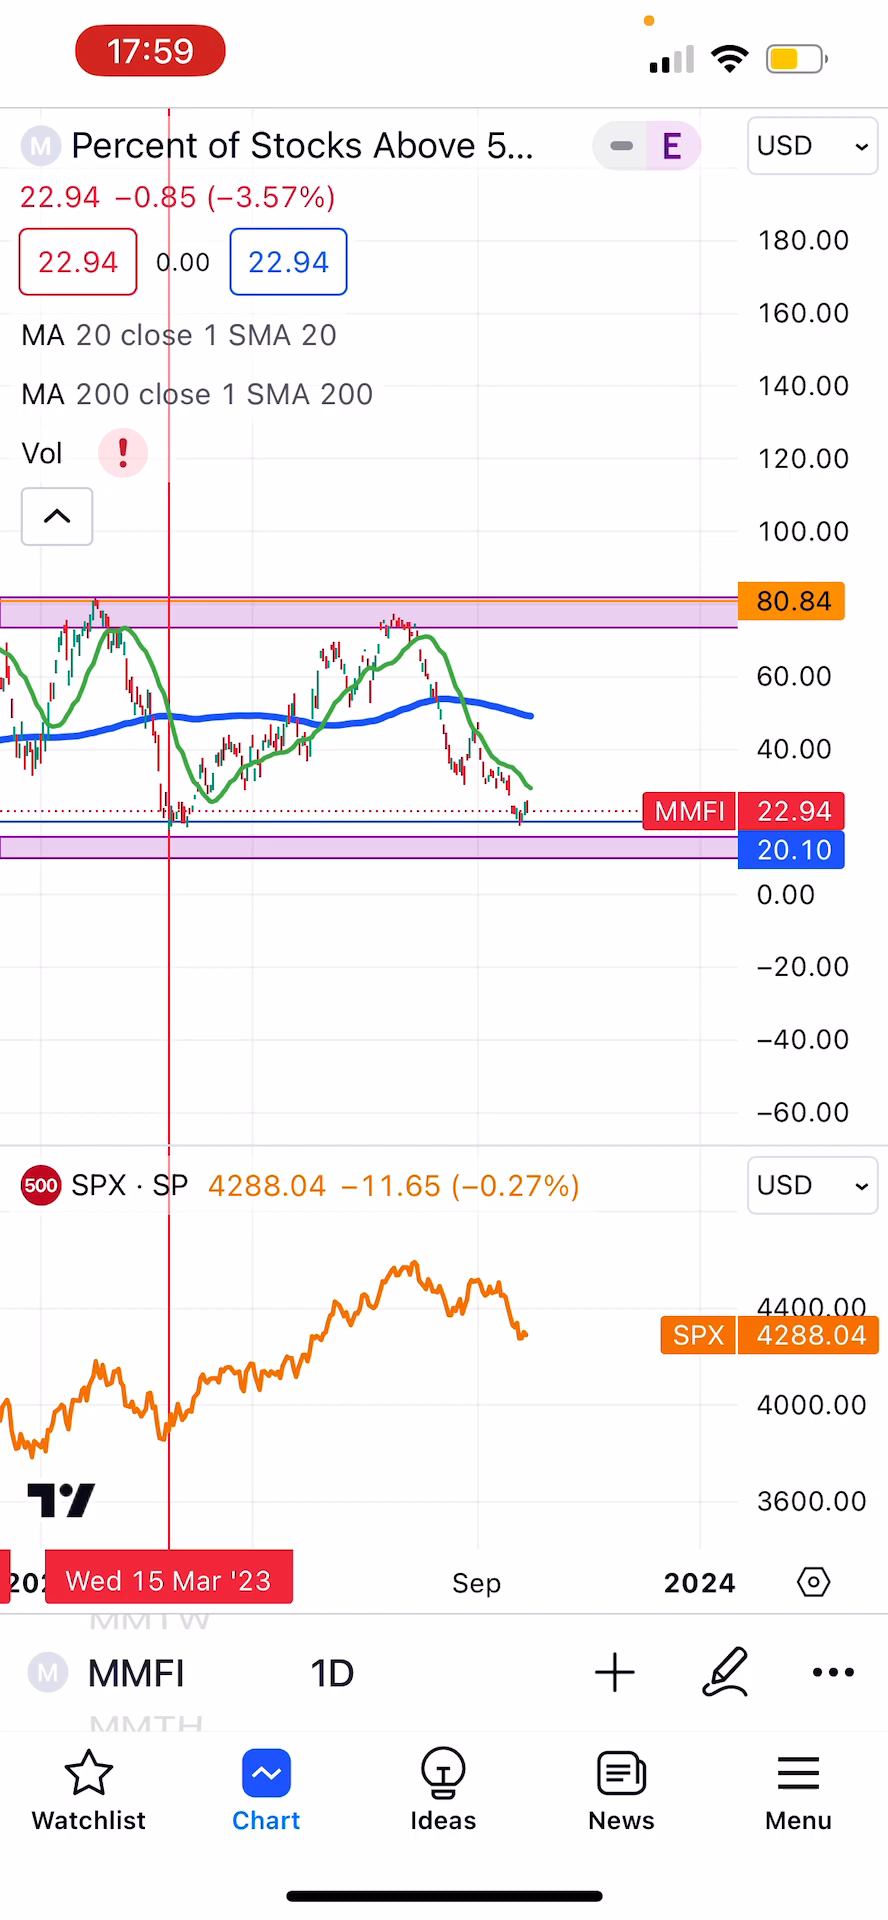 17:59
M Percent of Stocks Above 5... E USD
22.94 −0.85 (−3.57%)
22.94 0.00 22.94
MA 20 close 1 SMA 20
MA 200 close 1 SMA 200
Vol !
180.00
160.00
140.00
120.00
100.00
80.84
60.00
40.00
MMFI 22.94
20.10
0.00
−20.00
−40.00
−60.00
500 SPX · SP 4288.04 −11.65 (−0.27%) USD
4400.00
SPX 4288.04
4000.00
3600.00
Wed 15 Mar '23 Sep 2024
MMTW
M MMFI 1D
MMTH
Watchlist Chart Ideas News Menu